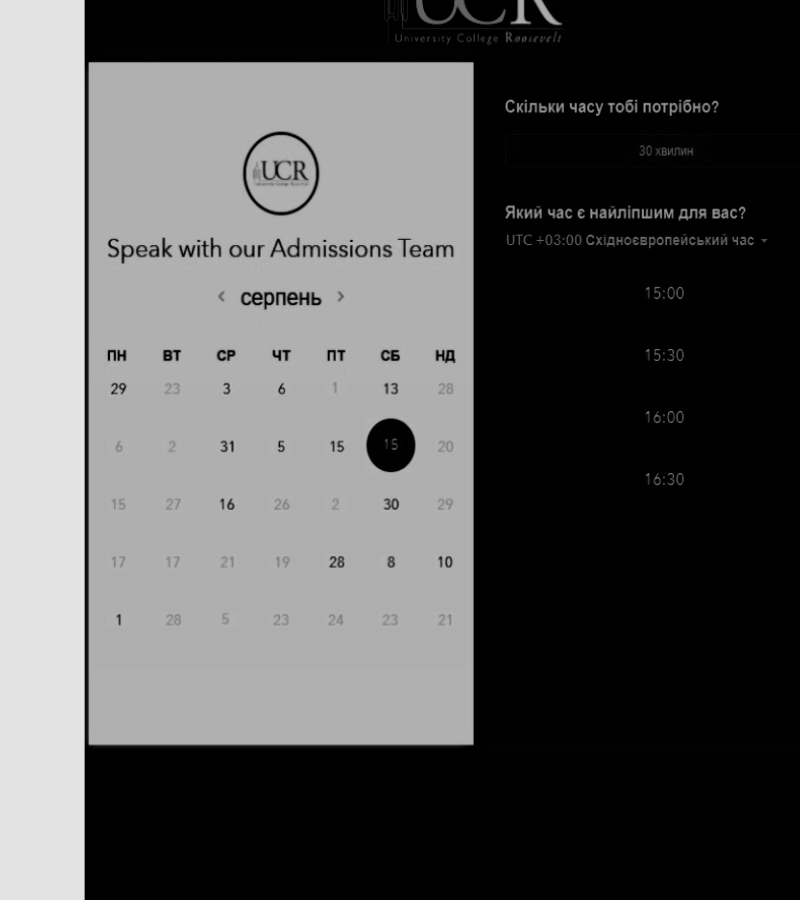 UCR
University College Roosevelt
UCR
Speak with our Admissions Team
‹ серпень ›
ПН ВТ СР ЧТ ПТ СБ НД
29 23 3 6 1 13 28
6 2 31 5 15 15 20
15 27 16 26 2 30 29
17 17 21 19 28 8 10
1 28 5 23 24 23 21
Скільки часу тобі потрібно?
30 хвилин
Який час є найліпшим для вас?
UTC +03:00 Східноєвропейський час
15:00
15:30
16:00
16:30